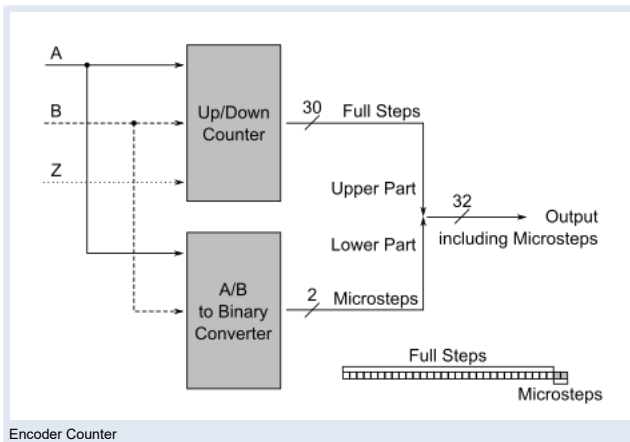 A
B
Z
Up/Down
Counter
30
Full Steps
Upper Part
32
Output
including Microsteps
Lower Part
A/B
to Binary
Converter
2
Microsteps
Full Steps
Microsteps
Encoder Counter